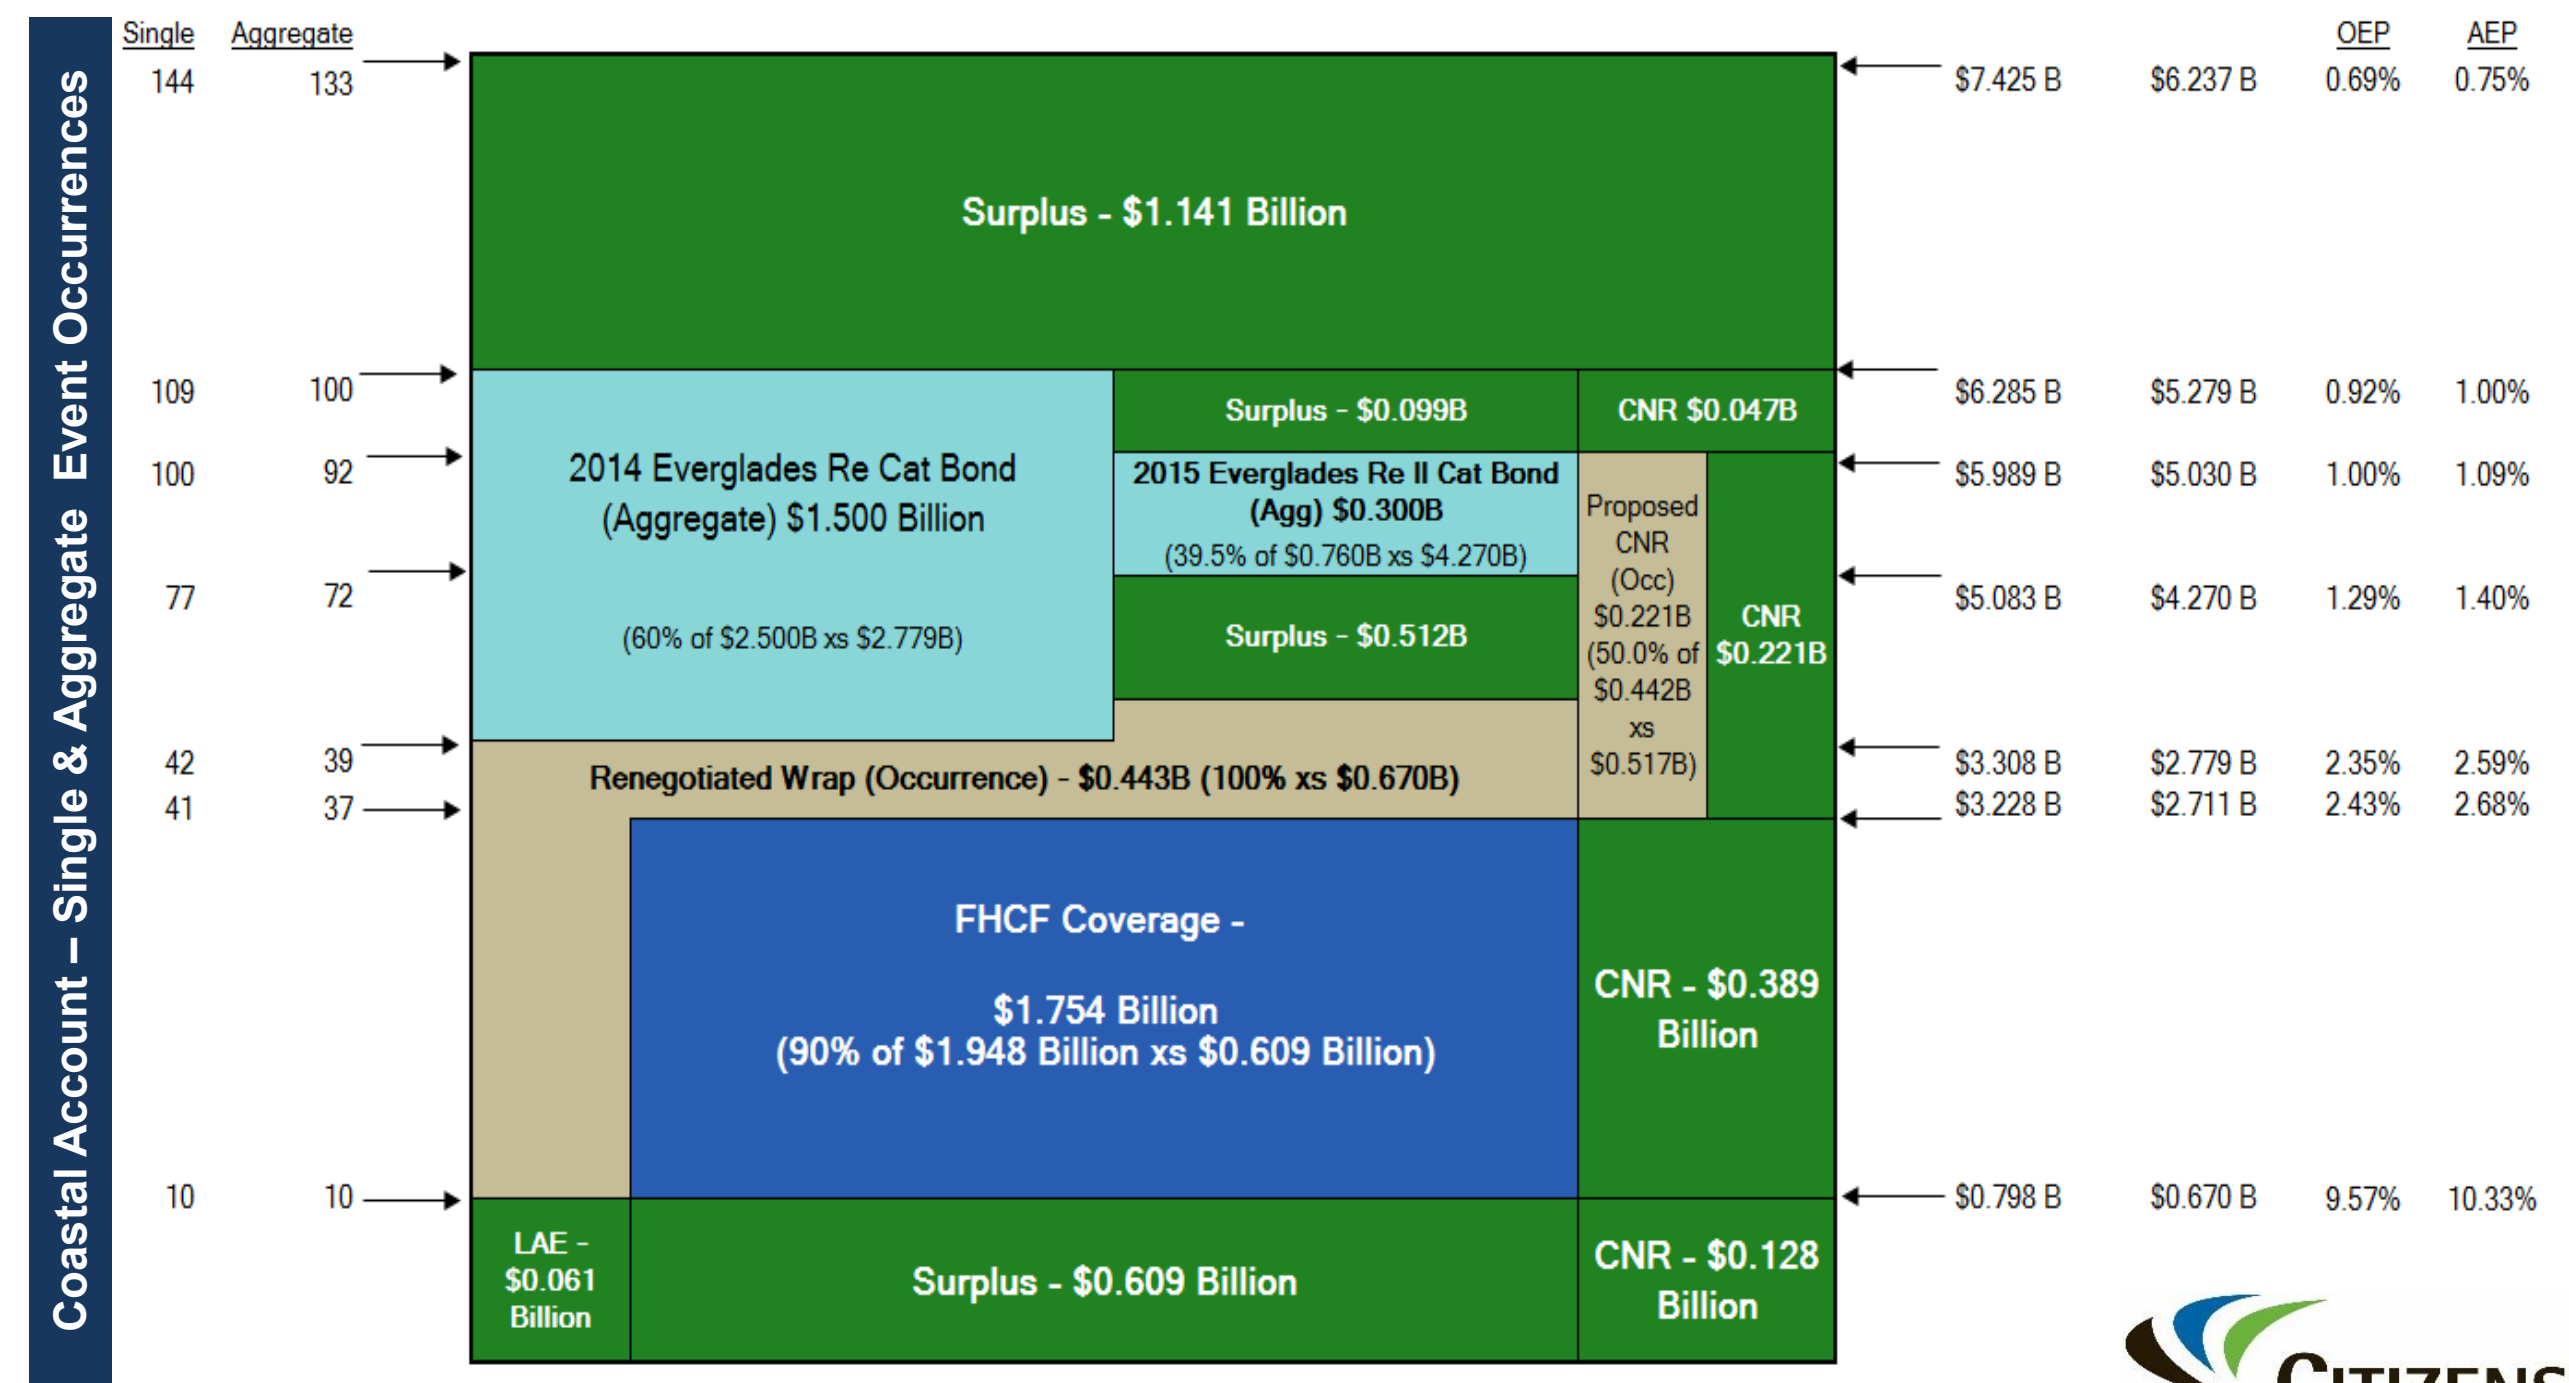 Coastal Account – Single & Aggregate Event Occurrences
Single Aggregate
OEP AEP
144 133
$7.425 B $6.237 B 0.69% 0.75%
Surplus - $1.141 Billion
109 100
$6.285 B $5.279 B 0.92% 1.00%
Surplus - $0.099B
CNR $0.047B
100 92
$5.989 B $5.030 B 1.00% 1.09%
2014 Everglades Re Cat Bond
(Aggregate) $1.500 Billion
(60% of $2.500B xs $2.779B)
2015 Everglades Re II Cat Bond
(Agg) $0.300B
(39.5% of $0.760B xs $4.270B)
Proposed
CNR
(Occ)
$0.221B
(50.0% of
$0.442B
xs
$0.517B)
CNR
$0.221B
77 72
$5.083 B $4.270 B 1.29% 1.40%
Surplus - $0.512B
42 39
$3.308 B $2.779 B 2.35% 2.59%
Renegotiated Wrap (Occurrence) - $0.443B (100% xs $0.670B)
41 37
$3.228 B $2.711 B 2.43% 2.68%
FHCF Coverage -
$1.754 Billion
(90% of $1.948 Billion xs $0.609 Billion)
CNR - $0.389
Billion
10 10
$0.798 B $0.670 B 9.57% 10.33%
LAE -
$0.061
Billion
Surplus - $0.609 Billion
CNR - $0.128
Billion
CITIZENS